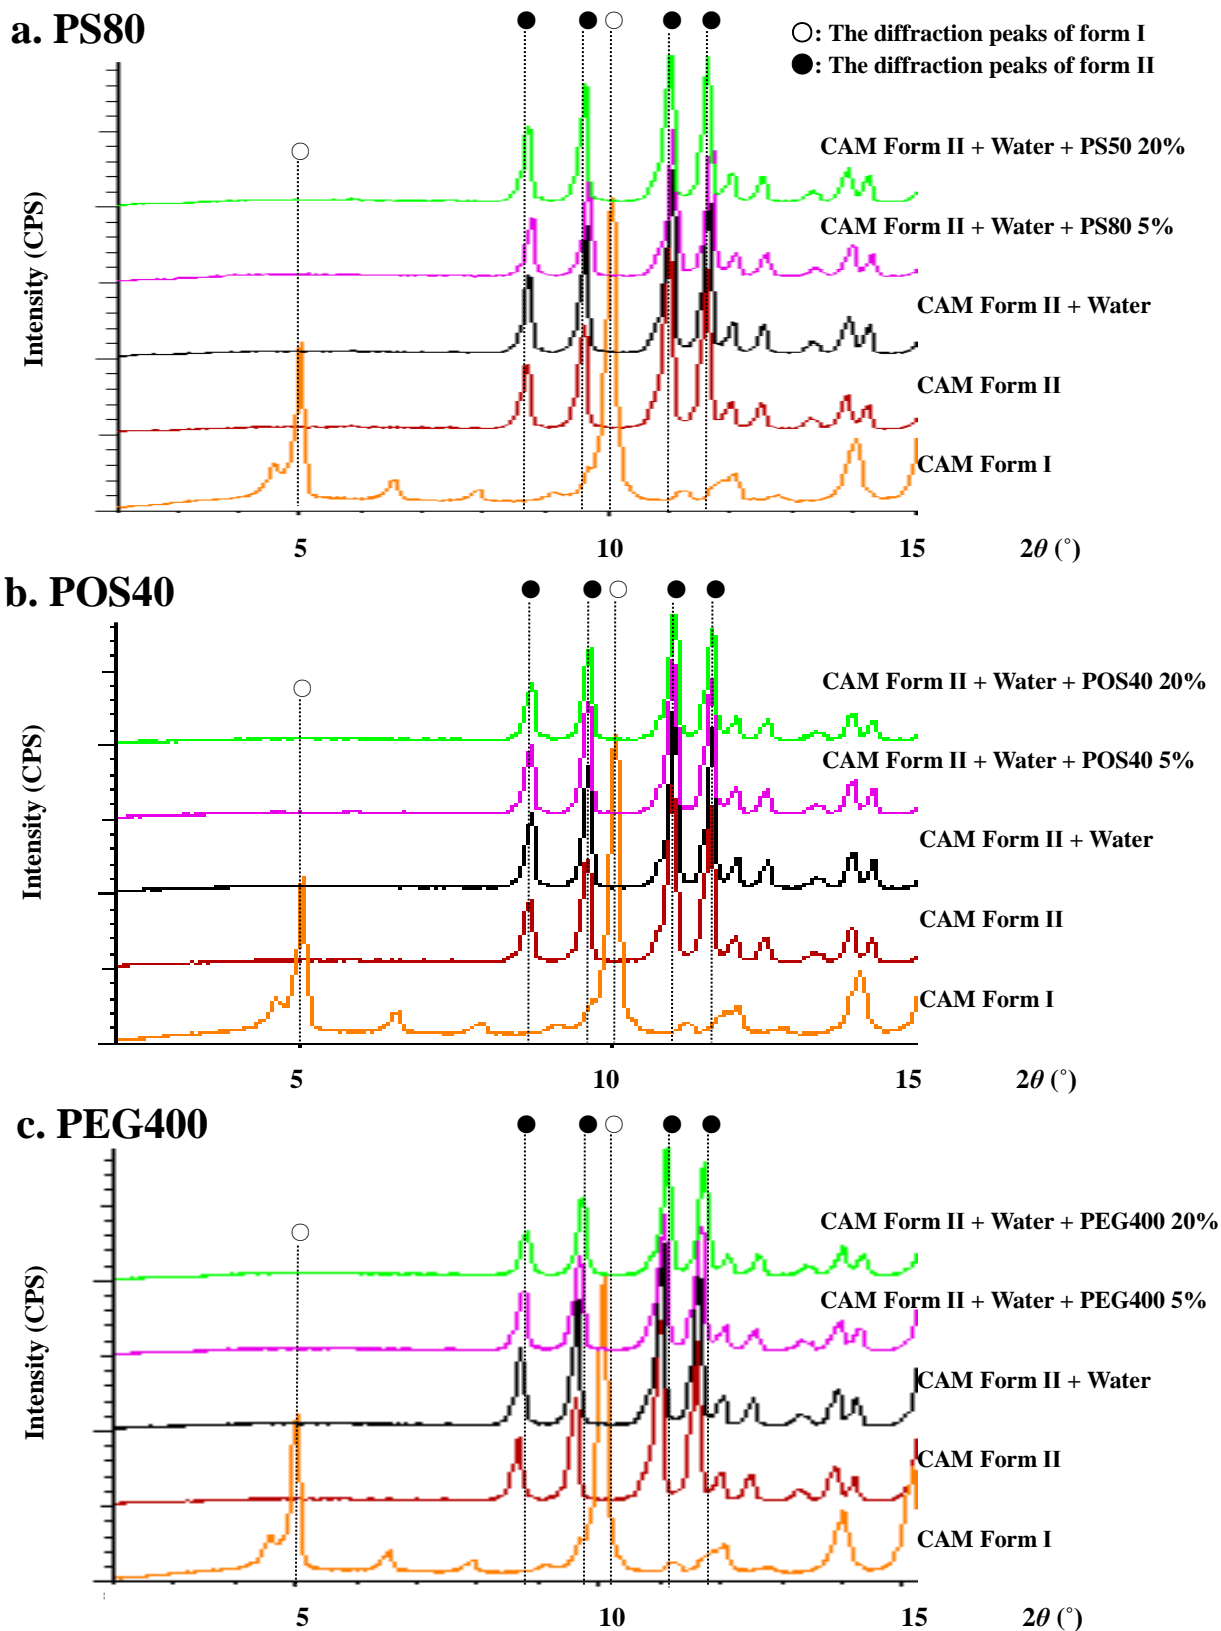 a. PS80
○: The diffraction peaks of form I
●: The diffraction peaks of form II
CAM Form II + Water + PS50 20%
CAM Form II + Water + PS80 5%
CAM Form II + Water
CAM Form II
CAM Form I
Intensity (CPS)
5 10 15 2θ (°)
b. POS40
CAM Form II + Water + POS40 20%
CAM Form II + Water + POS40 5%
CAM Form II + Water
CAM Form II
CAM Form I
Intensity (CPS)
5 10 15 2θ (°)
c. PEG400
CAM Form II + Water + PEG400 20%
CAM Form II + Water + PEG400 5%
CAM Form II + Water
CAM Form II
CAM Form I
Intensity (CPS)
5 10 15 2θ (°)